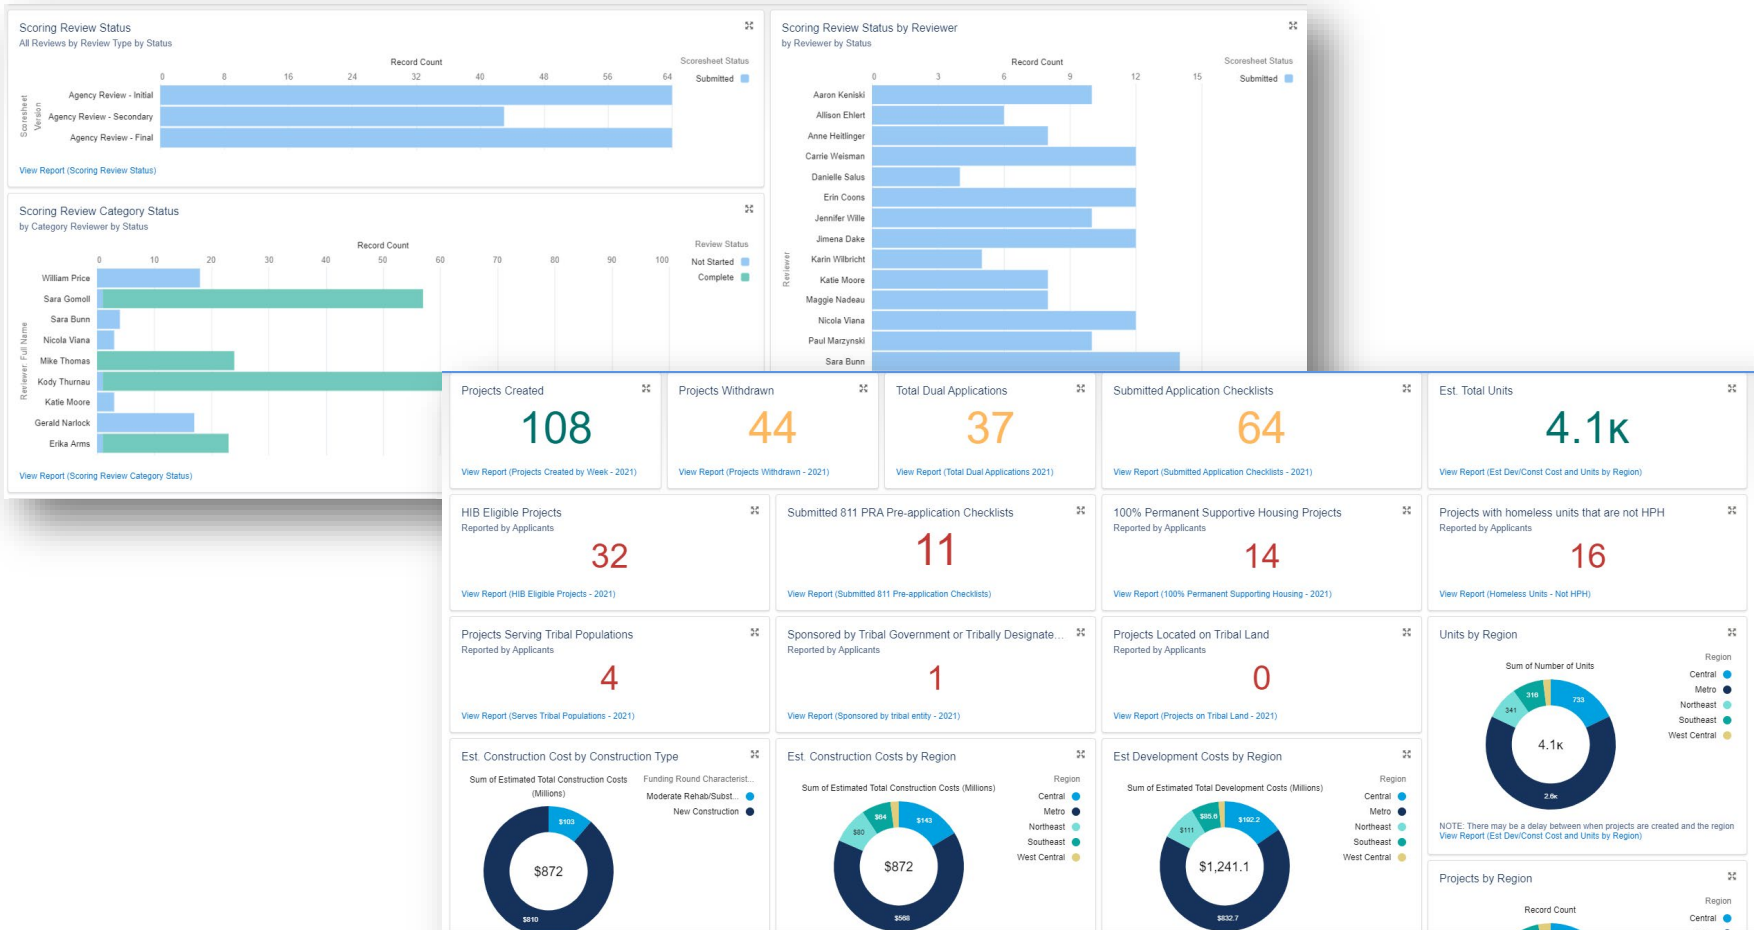 Scoring Review Status
All Reviews by Review Type by Status
Record Count
Scoresheet Status
Submitted
0 8 16 24 32 40 48 56 64
Scoresheet Version
Agency Review - Initial
Agency Review - Secondary
Agency Review - Final
View Report (Scoring Review Status)
Scoring Review Category Status
by Category Reviewer by Status
Record Count
Review Status
Not Started
Complete
0 10 20 30 40 50 60 70 80 90 100
Reviewer: Full Name
William Price
Sara Gomoll
Sara Bunn
Nicola Viana
Mike Thomas
Kody Thurnau
Katie Moore
Gerald Narlock
Erika Arms
View Report (Scoring Review Category Status)
Scoring Review Status by Reviewer
by Reviewer by Status
Record Count
Scoresheet Status
Submitted
0 3 6 9 12 15
Reviewer
Aaron Keniski
Allison Ehlert
Anne Heitlinger
Carrie Weisman
Danielle Salus
Erin Coons
Jennifer Wille
Jimena Dake
Karin Wilbricht
Katie Moore
Maggie Nadeau
Nicola Viana
Paul Marzynski
Sara Bunn
Projects Created
108
View Report (Projects Created by Week - 2021)
Projects Withdrawn
44
View Report (Projects Withdrawn - 2021)
Total Dual Applications
37
View Report (Total Dual Applications 2021)
Submitted Application Checklists
64
View Report (Submitted Application Checklists - 2021)
Est. Total Units
4.1K
View Report (Est Dev/Const Cost and Units by Region)
HIB Eligible Projects
Reported by Applicants
32
View Report (HIB Eligible Projects - 2021)
Submitted 811 PRA Pre-application Checklists
11
View Report (Submitted 811 Pre-application Checklists)
100% Permanent Supportive Housing Projects
Reported by Applicants
14
View Report (100% Permanent Supporting Housing - 2021)
Projects with homeless units that are not HPH
Reported by Applicants
16
View Report (Homeless Units - Not HPH)
Projects Serving Tribal Populations
Reported by Applicants
4
View Report (Serves Tribal Populations - 2021)
Sponsored by Tribal Government or Tribally Designate...
Reported by Applicants
1
View Report (Sponsored by tribal entity - 2021)
Projects Located on Tribal Land
Reported by Applicants
0
View Report (Projects on Tribal Land - 2021)
Units by Region
Sum of Number of Units
Region
Central
Metro
Northeast
Southeast
West Central
733
316
341
4.1K
2.6K
NOTE: There may be a delay between when projects are created and the region
View Report (Est Dev/Const Cost and Units by Region)
Est. Construction Cost by Construction Type
Sum of Estimated Total Construction Costs
(Millions)
Funding Round Characterist...
Moderate Rehab/Subst...
New Construction
$103
$872
$810
Est. Construction Costs by Region
Sum of Estimated Total Construction Costs (Millions)
Region
Central
Metro
Northeast
Southeast
West Central
$143
$64
$80
$872
$568
Est Development Costs by Region
Sum of Estimated Total Development Costs (Millions)
Region
Central
Metro
Northeast
Southeast
West Central
$192.2
$85.6
$111
$1,241.1
$832.7
Projects by Region
Record Count
Region
Central